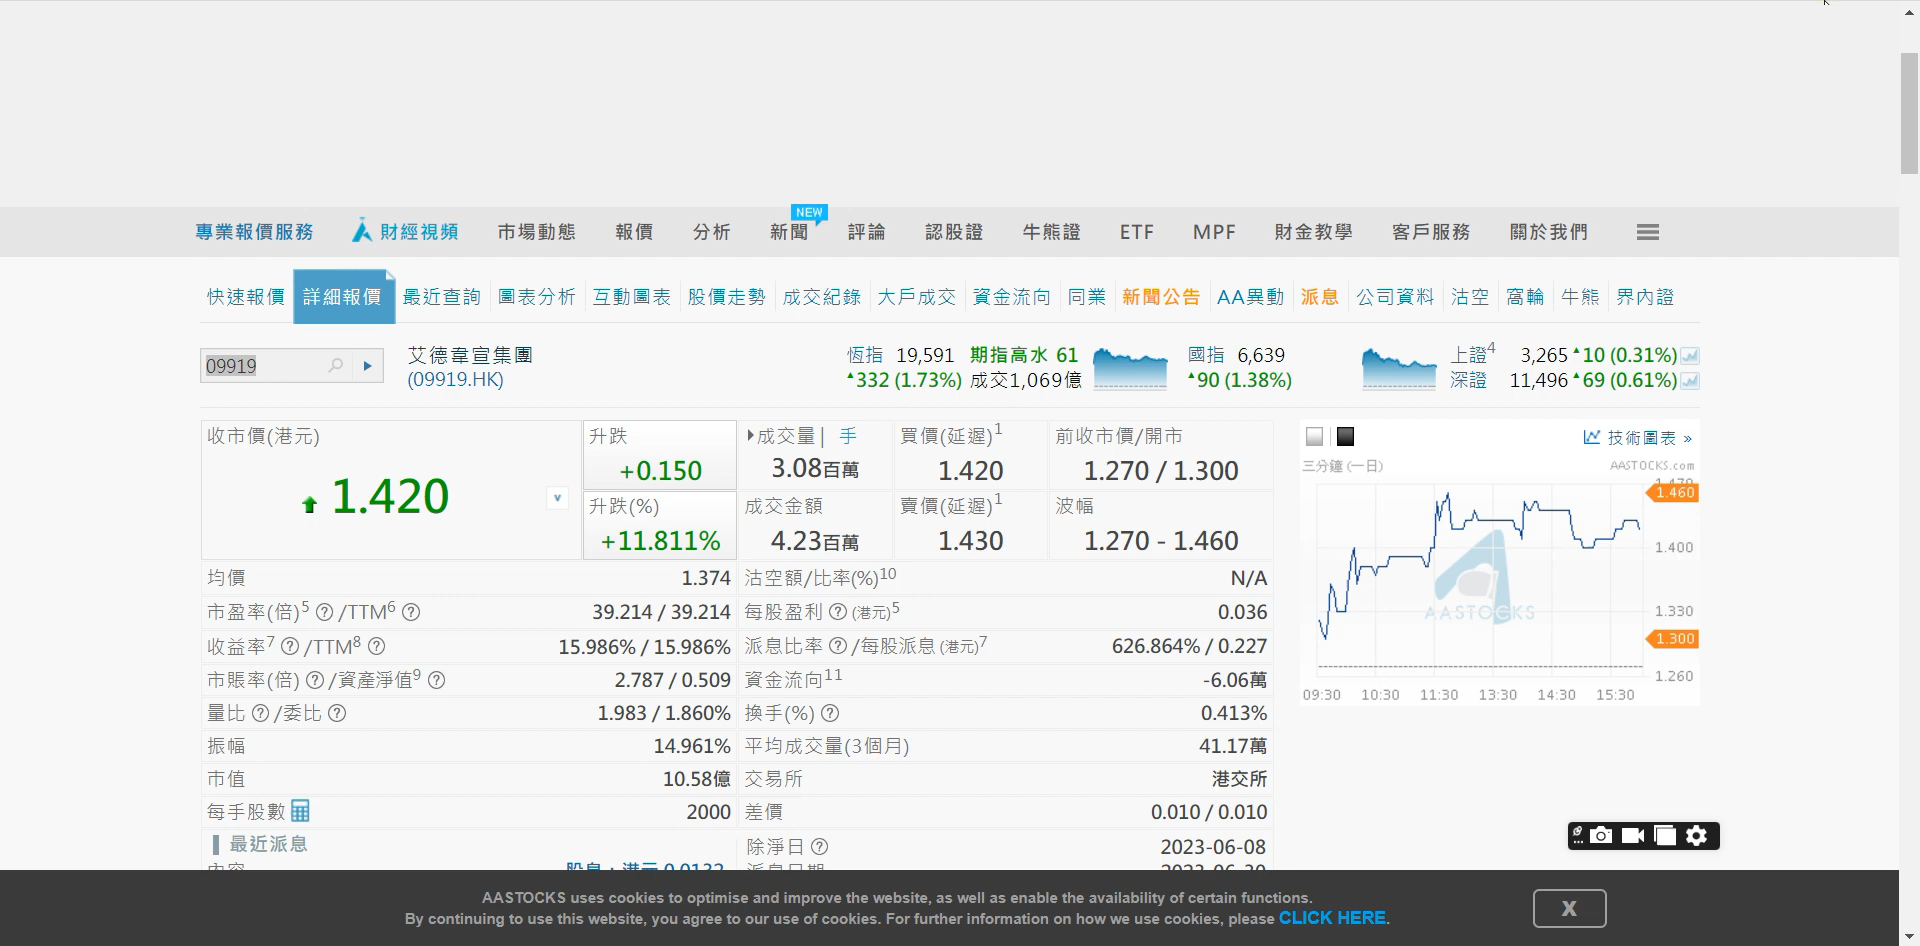 NEW
專業報價服務 財經視頻 市場動態 報價 分析 新聞 評論 認股證 牛熊證 ETF MPF 財金教學 客戶服務 關於我們
快速報價 詳細報價 最近查詢 圖表分析 互動圖表 股價走勢 成交紀錄 大戶成交 資金流向 同業 新聞公告 AA異動 派息 公司資料 沽空 窩輪 牛熊 界內證
09919 艾德韋宣集團 恆指 19,591 期指高水 61 國指 6,639 上證4 3,265 10 (0.31%)
(09919.HK) 332 (1.73%) 成交1,069億 90 (1.38%) 深證 11,496 69 (0.61%)
收市價(港元) 升跌 成交量| 手 買價(延遲)1 前收市價/開市
1.420 +0.150 3.08百萬 1.420 1.270 / 1.300
升跌(%) 成交金額 賣價(延遲)1 波幅
+11.811% 4.23百萬 1.430 1.270 - 1.460
技術圖表 »
三分鐘 (一日) AASTOCKS.com
1.460
1.400
AASTOCKS
1.330
1.300
1.260
09:30 10:30 11:30 13:30 14:30 15:30
均價 1.374 沽空額/比率(%)10 N/A
市盈率(倍)5 ? /TTM6 ? 39.214 / 39.214 每股盈利 ? (港元)5 0.036
收益率7 ? /TTM8 ? 15.986% / 15.986% 派息比率 ? /每股派息 (港元)7 626.864% / 0.227
市賬率(倍) ? /資產淨值9 ? 2.787 / 0.509 資金流向11 -6.06萬
量比 ? /委比 ? 1.983 / 1.860% 換手(%) ? 0.413%
振幅 14.961% 平均成交量(3個月) 41.17萬
市值 10.58億 交易所 港交所
每手股數 2000 差價 0.010 / 0.010
最近派息 除淨日 ? 2023-06-08
AASTOCKS uses cookies to optimise and improve the website, as well as enable the availability of certain functions.
By continuing to use this website, you agree to our use of cookies. For further information on how we use cookies, please CLICK HERE.
X